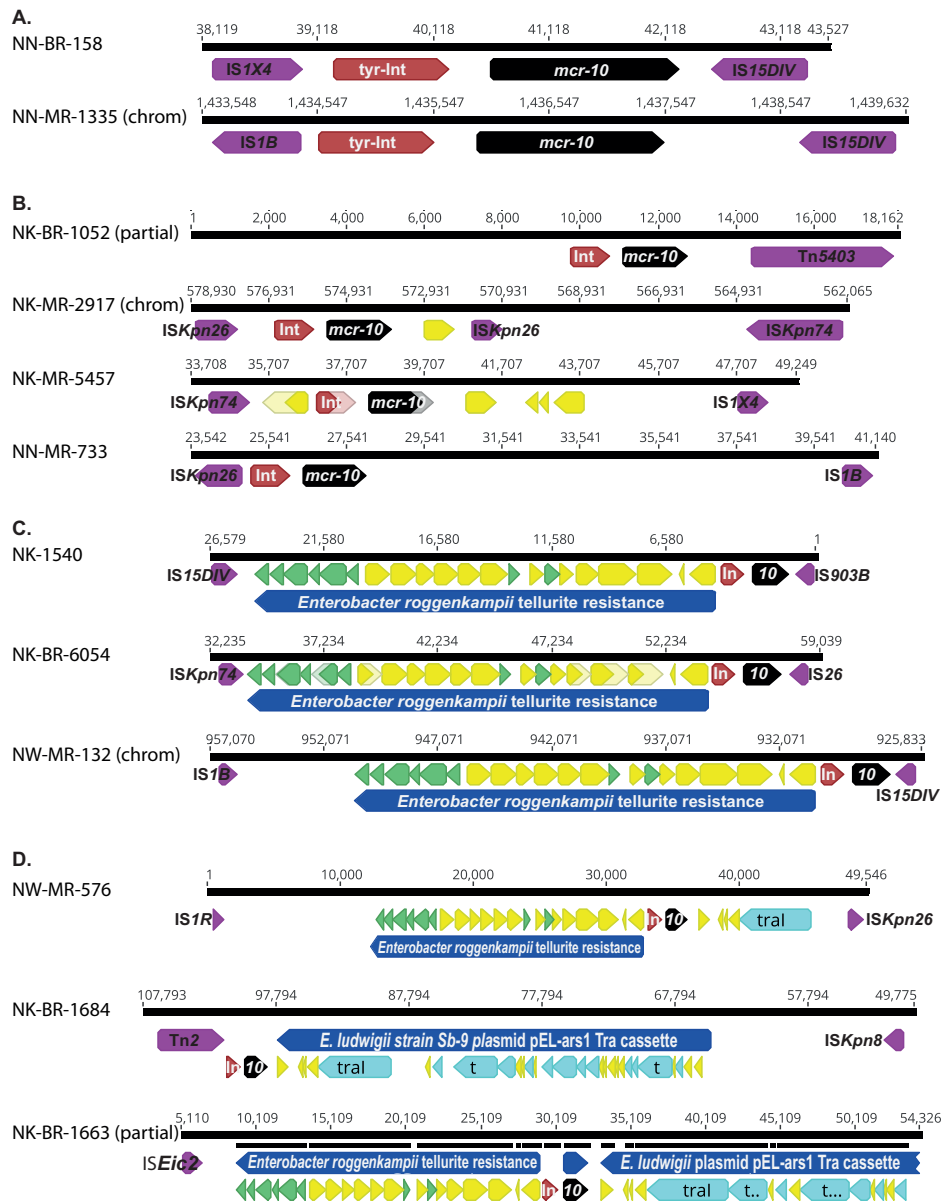 A.
38,119 39,118 40,118 41,118 42,118 43,118 43,527
NN-BR-158
IS1X4 tyr-Int mcr-10 IS15DIV
1,433,548 1,434,547 1,435,547 1,436,547 1,437,547 1,438,547 1,439,632
NN-MR-1335 (chrom)
IS1B tyr-Int mcr-10 IS15DIV
B.
1 2,000 4,000 6,000 8,000 10,000 12,000 14,000 16,000 18,162
NK-BR-1052 (partial)
Int mcr-10 Tn5403
578,930 576,931 574,931 572,931 570,931 568,931 566,931 564,931 562,065
NK-MR-2917 (chrom)
ISKpn26 Int mcr-10 ISKpn26 ISKpn74
33,708 35,707 37,707 39,707 41,707 43,707 45,707 47,707 49,249
NK-MR-5457
ISKpn74 Int mcr-10 IS1X4
23,542 25,541 27,541 29,541 31,541 33,541 35,541 37,541 39,541 41,140
NN-MR-733
ISKpn26 Int mcr-10 IS1B
C.
26,579 21,580 16,580 11,580 6,580 1
NK-1540
IS15DIV In 10 IS903B
Enterobacter roggenkampii tellurite resistance
32,235 37,234 42,234 47,234 52,234 59,039
NK-BR-6054
ISKpn74 In 10 IS26
Enterobacter roggenkampii tellurite resistance
957,070 952,071 947,071 942,071 937,071 932,071 925,833
NW-MR-132 (chrom)
IS1B In 10
IS15DIV
Enterobacter roggenkampii tellurite resistance
D.
1 10,000 20,000 30,000 40,000 49,546
NW-MR-576
IS1R In 10 traI ISKpn26
Enterobacter roggenkampii tellurite resistance
107,793 97,794 87,794 77,794 67,794 57,794 49,775
NK-BR-1684
Tn2 E. ludwigii strain Sb-9 plasmid pEL-ars1 Tra cassette ISKpn8
In 10 traI t t
5,110 10,109 15,109 20,109 25,109 30,109 35,109 40,109 45,109 50,109 54,326
NK-BR-1663 (partial)
ISEic2 Enterobacter roggenkampii tellurite resistance E. ludwigii plasmid pEL-ars1 Tra cassette
In 10 traI t.. t...